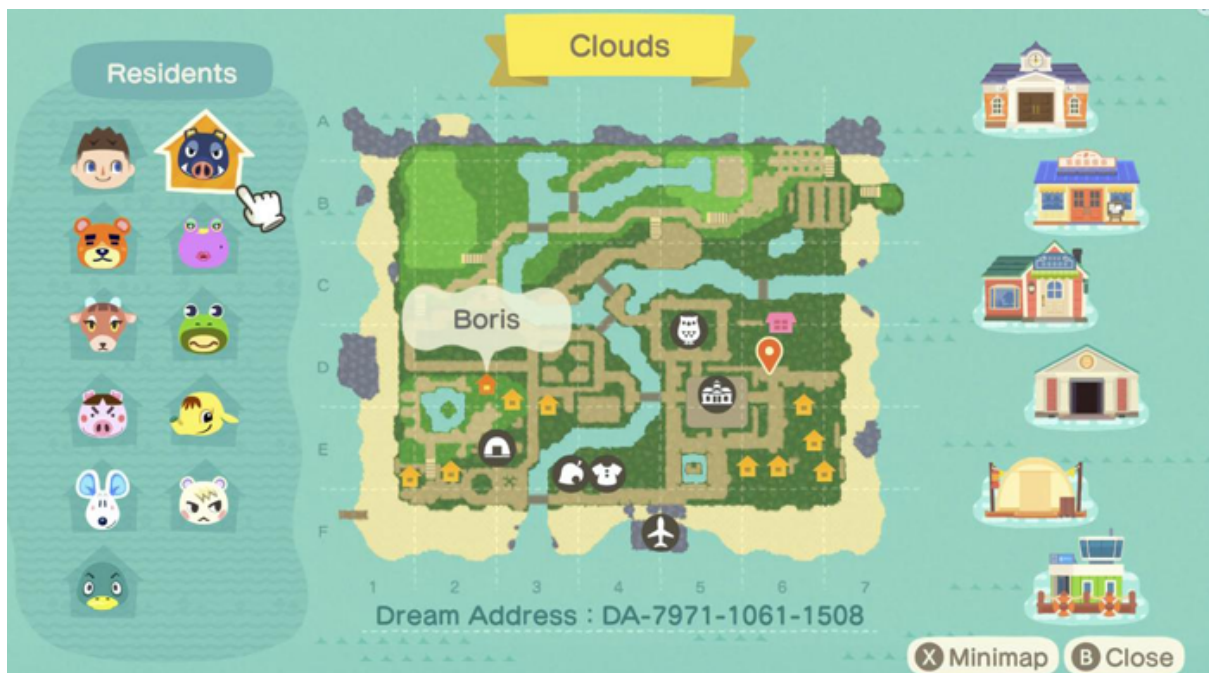 Clouds
Residents
A
B
C
Boris
D
E
F
1 2 3 4 5 6 7
Dream Address : DA-7971-1061-1508
X Minimap B Close